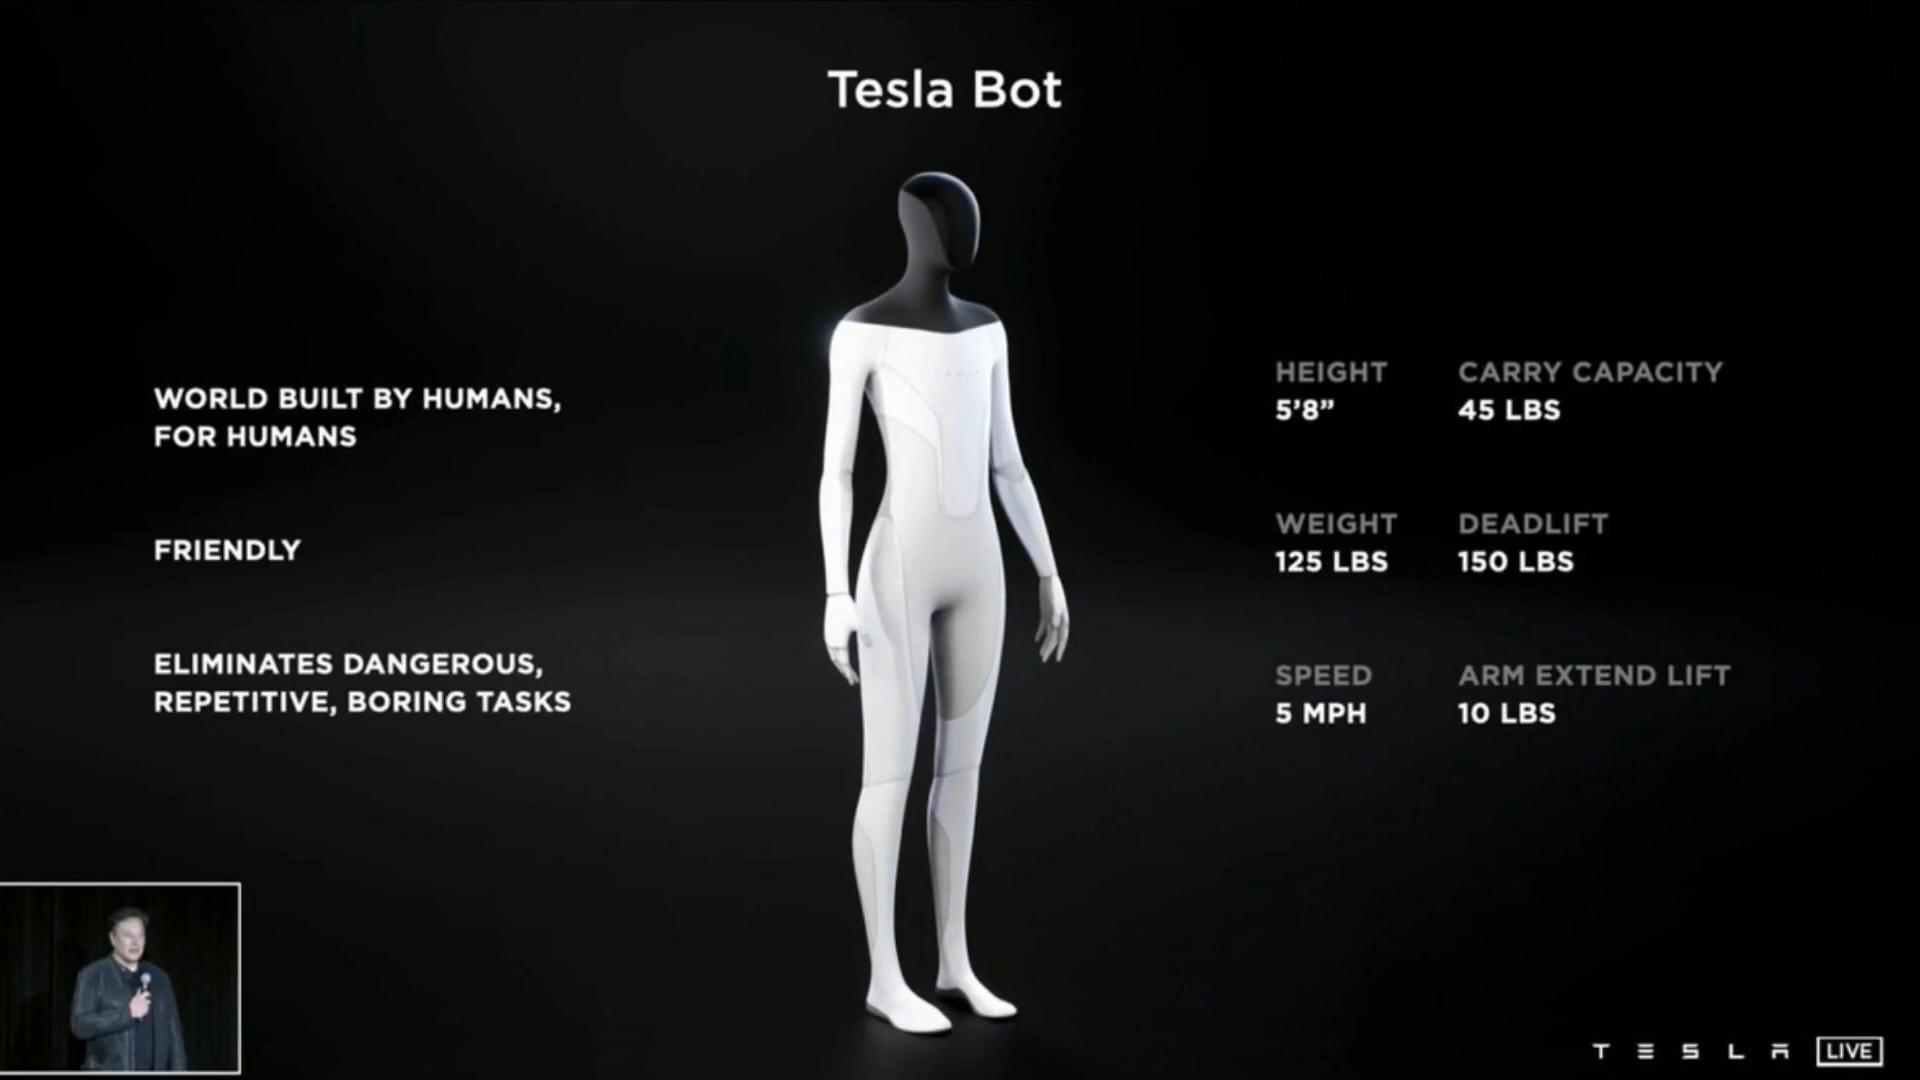 Tesla Bot
WORLD BUILT BY HUMANS,
FOR HUMANS
FRIENDLY
ELIMINATES DANGEROUS,
REPETITIVE, BORING TASKS
HEIGHT
5’8”
CARRY CAPACITY
45 LBS
WEIGHT
125 LBS
DEADLIFT
150 LBS
SPEED
5 MPH
ARM EXTEND LIFT
10 LBS
TESLA LIVE